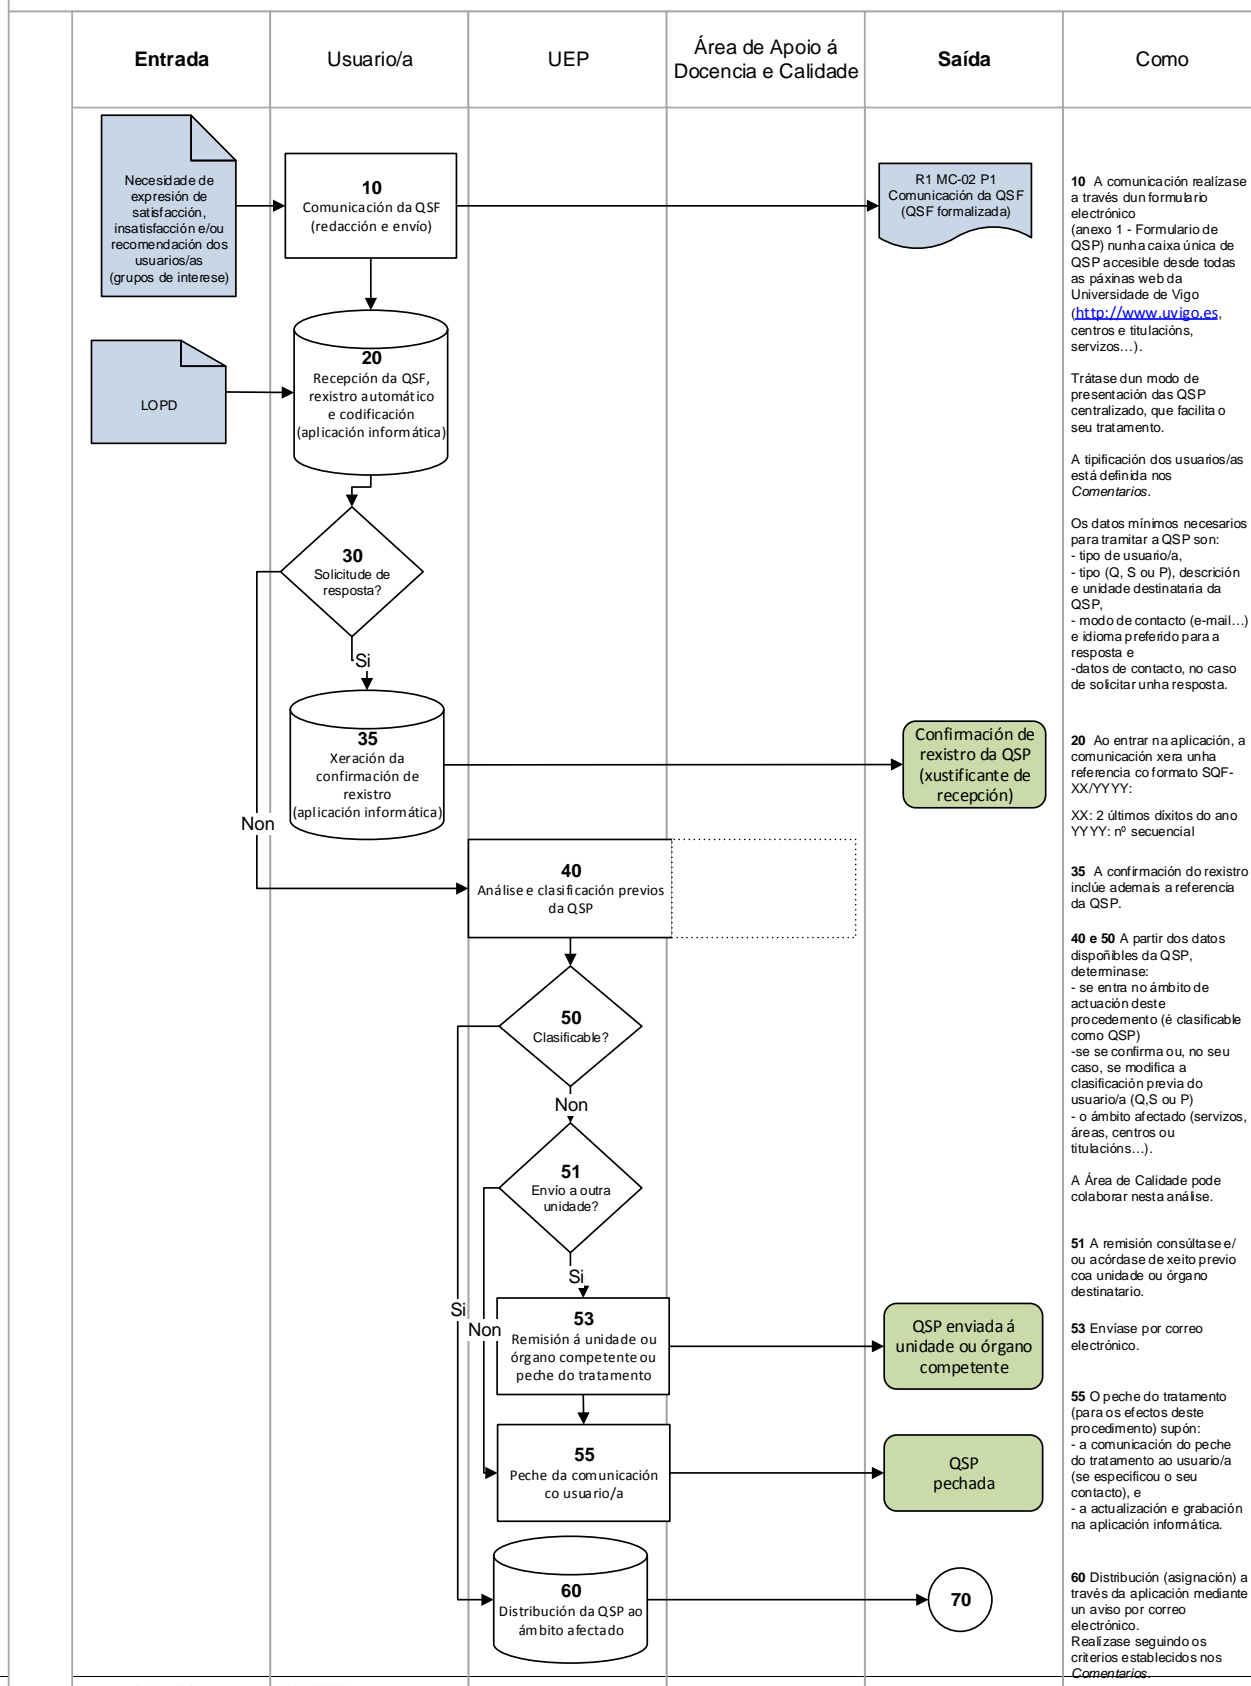 Entrada
Usuario/a
UEP
Área de Apoio á
Docencia e Calidade
Saída
Como
Necesidade de
expresión de
satisfacción,
insatisfacción e/ou
recomendación dos
usuarios/as
(grupos de interese)
10
Comunicación da QSF
(redacción e envío)
R1 MC-02 P1
Comunicación da QSF
(QSF formalizada)
LOPD
20
Recepción da QSF,
rexistro automático
e codificación
(aplicación informática)
30
Solicitude de
resposta?
Si
Non
35
Xeración da
confirmación de
rexistro
(aplicación informática)
Confirmación de
rexistro da QSP
(xustificante de
recepción)
40
Análise e clasificación previos
da QSP
50
Clasificable?
Non
Si
51
Envío a outra
unidade?
Si
Non
53
Remisión á unidade ou
órgano competente ou
peche do tratamento
QSP enviada á
unidade ou órgano
competente
55
Peche da comunicación
co usuario/a
QSP
pechada
60
Distribución da QSP ao
ámbito afectado
70
10 A comunicación realízase
a través dun formulario
electrónico
(anexo 1 - Formulario de
QSP) nunha caixa única de
QSP accesible desde todas
as páxinas web da
Universidade de Vigo
(http://www.uvigo.es,
centros e titulacións,
servizos...).
Trátase dun modo de
presentación das QSP
centralizado, que facilita o
seu tratamento.
A tipificación dos usuarios/as
está definida nos
Comentarios.
Os datos mínimos necesarios
para tramitar a QSP son:
- tipo de usuario/a,
- tipo (Q, S ou P), descrición
e unidade destinataria da
QSP,
- modo de contacto (e-mail...)
e idioma preferido para a
resposta e
-datos de contacto, no caso
de solicitar unha resposta.
20 Ao entrar na aplicación, a
comunicación xera unha
referencia co formato SQF-
XX/YYYY:
XX: 2 últimos díxitos do ano
YYYY: nº secuencial
35 A confirmación do rexistro
inclúe ademais a referencia
da QSP.
40 e 50 A partir dos datos
dispoñibles da QSP,
determinase:
- se entra no ámbito de
actuación deste
procedemento (é clasificable
como QSP)
-se se confirma ou, no seu
caso, se modifica a
clasificación previa do
usuario/a (Q,S ou P)
- o ámbito afectado (servizos,
áreas, centros ou
titulacións...).
A Área de Calidade pode
colaborar nesta análise.
51 A remisión consúltase e/
ou acórdase de xeito previo
coa unidade ou órgano
destinatario.
53 Envíase por correo
electrónico.
55 O peche do tratamento
(para os efectos deste
procedimento) supón:
- a comunicación do peche
do tratamento ao usuario/a
(se especificou o seu
contacto), e
- a actualización e grabación
na aplicación informática.
60 Distribución (asignación) a
través da aplicación mediante
un aviso por correo
electrónico.
Realízase seguindo os
criterios establecidos nos
Comentarios.